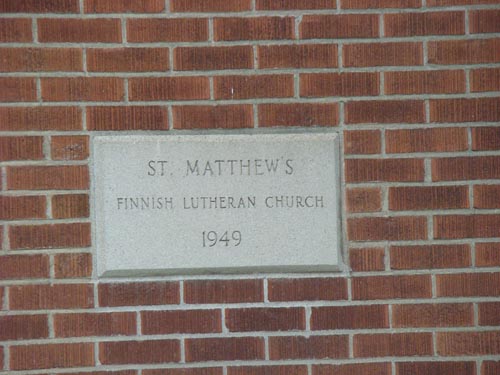 ST. MATTHEW'S
FINNISH LUTHERAN CHURCH
1949